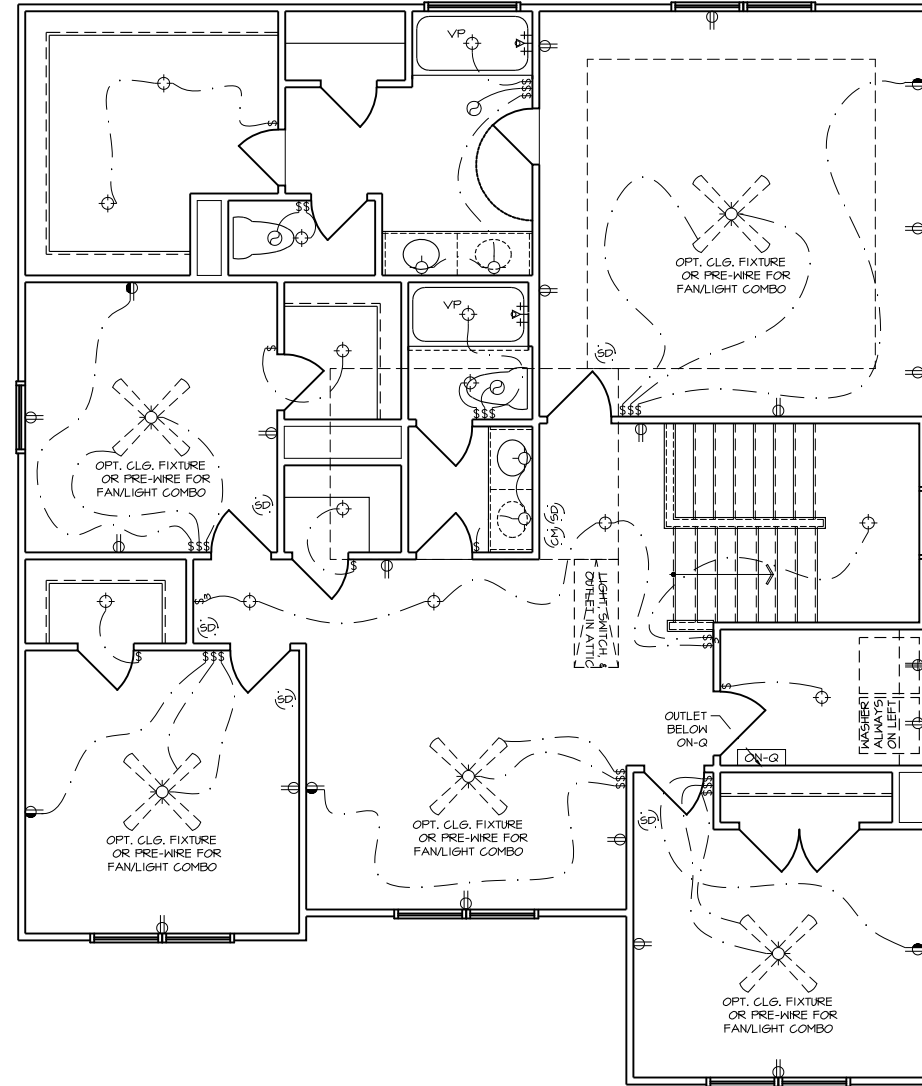 VP
OPT. CLG. FIXTURE
OR PRE-WIRE FOR
FAN/LIGHT COMBO
$
$$$
$$
VP
SD
$
$$$
$$$
OPT. CLG. FIXTURE
OR PRE-WIRE FOR
FAN/LIGHT COMBO
SD
$$$
CM/SD
$
$
LIGHT, SWITCH, &
OUTLET IN ATTIC
$3
SD
$
$$$
SD
$$
$
OUTLET
BELOW
ON-Q
WASHER
ALWAYS
ON LEFT
ON-Q
$$$
$$$
SD
OPT. CLG. FIXTURE
OR PRE-WIRE FOR
FAN/LIGHT COMBO
OPT. CLG. FIXTURE
OR PRE-WIRE FOR
FAN/LIGHT COMBO
OPT. CLG. FIXTURE
OR PRE-WIRE FOR
FAN/LIGHT COMBO